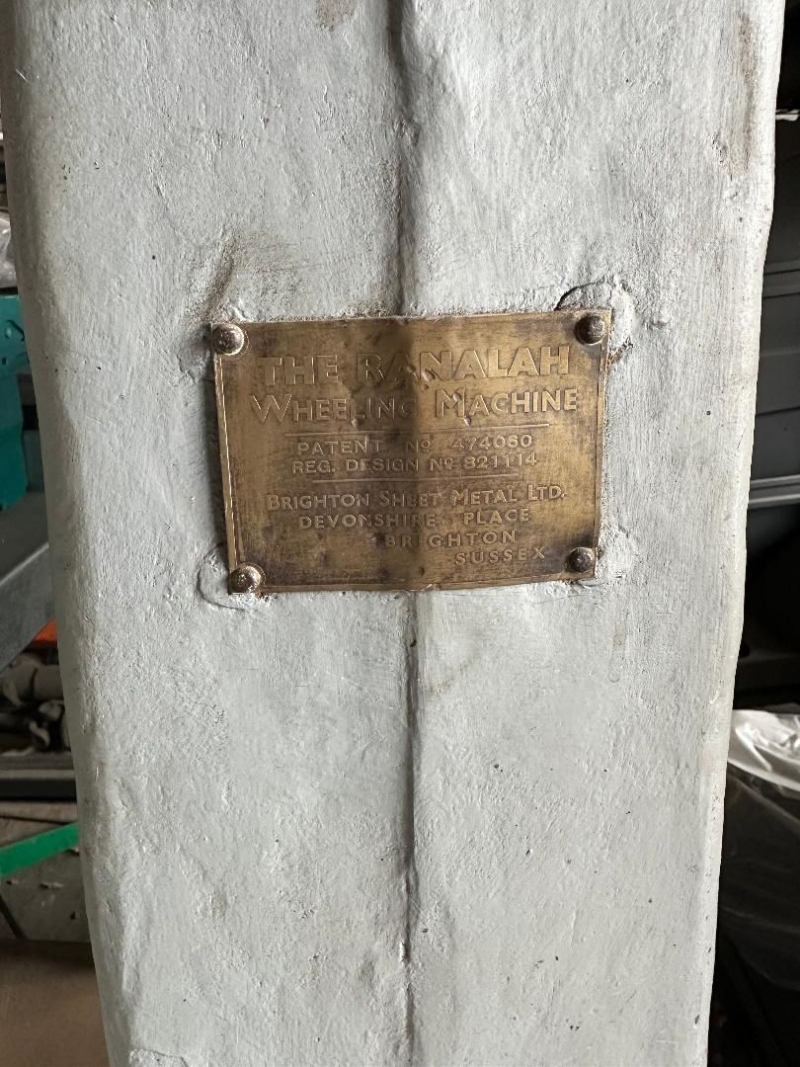 THE RANALAH
WHEELING MACHINE
PATENT Nº 474060
REG. DESIGN Nº 821114
BRIGHTON SHEET METAL LTD.
DEVONSHIRE PLACE
BRIGHTON
SUSSEX